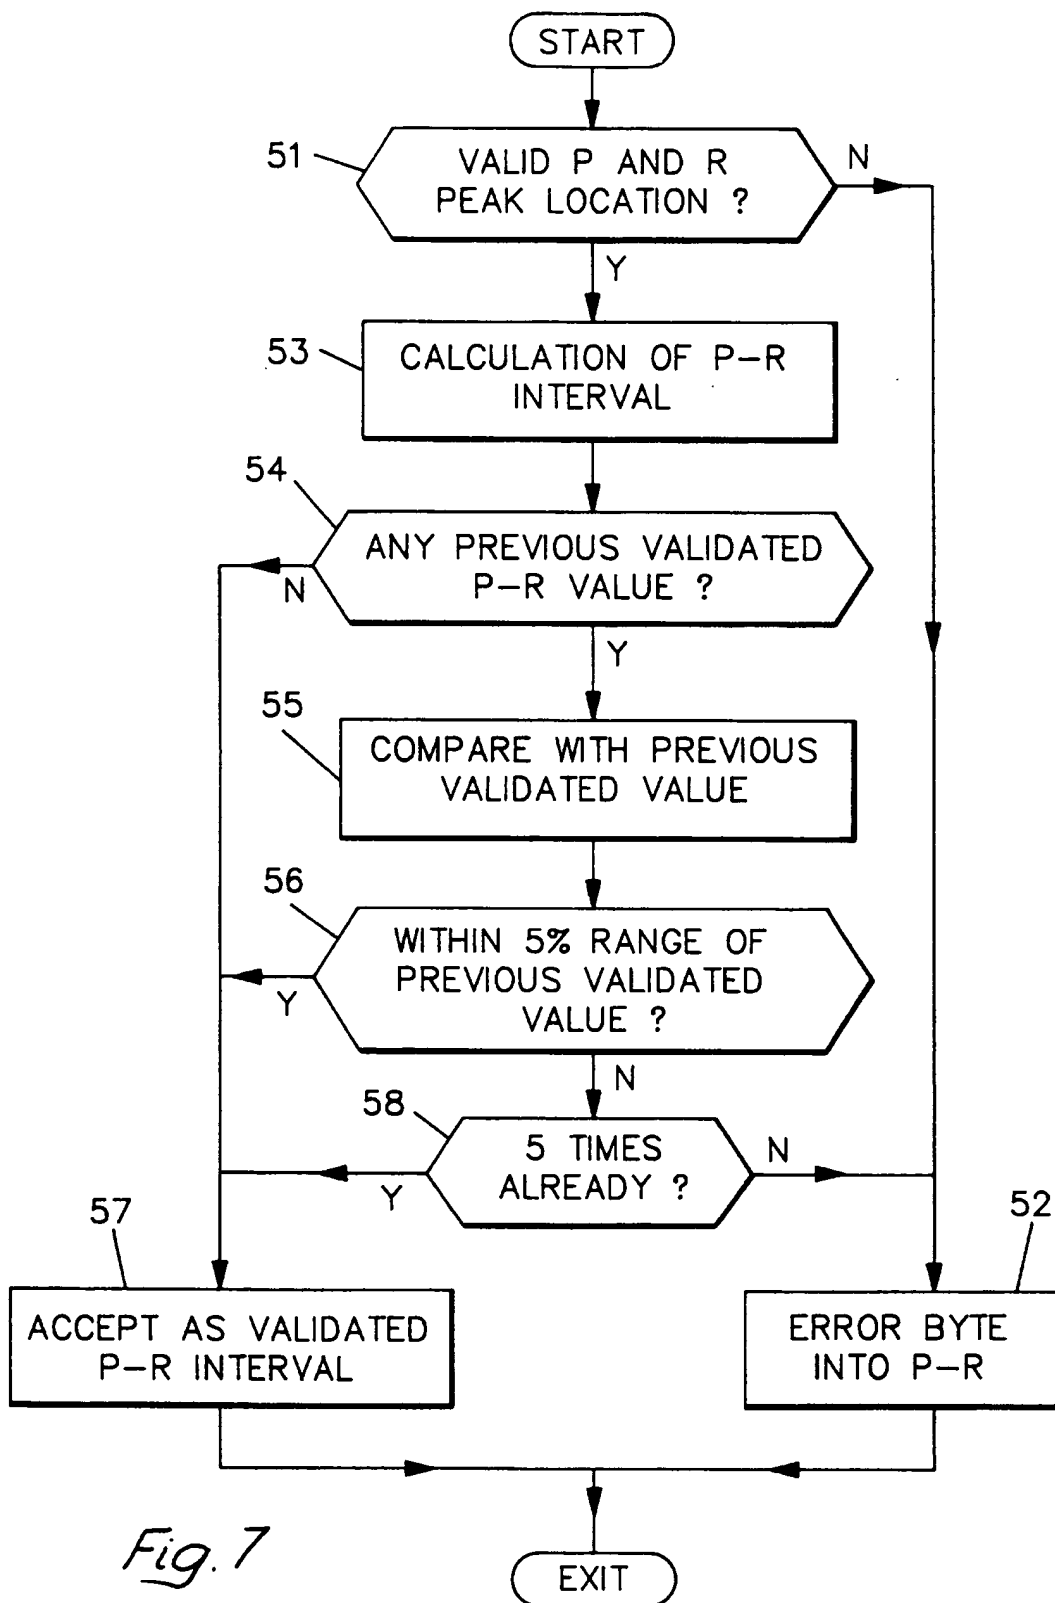 START
51
VALID P AND R
PEAK LOCATION ?
N
Y
53
CALCULATION OF P-R
INTERVAL
54
ANY PREVIOUS VALIDATED
P-R VALUE ?
N
Y
55
COMPARE WITH PREVIOUS
VALIDATED VALUE
56
WITHIN 5% RANGE OF
PREVIOUS VALIDATED
VALUE ?
Y
N
58
5 TIMES
ALREADY ?
Y
N
57
ACCEPT AS VALIDATED
P-R INTERVAL
52
ERROR BYTE
INTO P-R
Fig. 7
EXIT